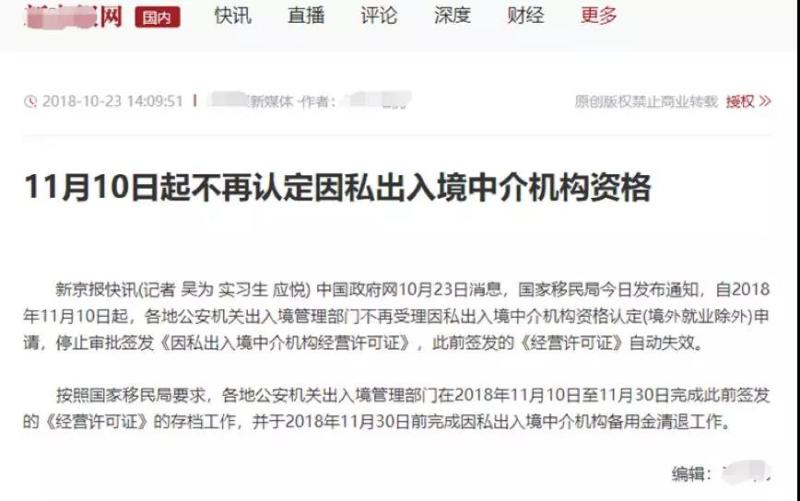 网 国内 快讯 直播 评论 深度 财经 更多
2018-10-23 14:09:51 新媒体 ·作者： 原创版权禁止商业转载 授权
11月10日起不再认定因私出入境中介机构资格
新京报快讯(记者 吴为 实习生 应悦) 中国政府网10月23日消息，国家移民局今日发布通知，自2018
年11月10日起，各地公安机关出入境管理部门不再受理因私出入境中介机构资格认定(境外就业除外)申
请，停止审批签发《因私出入境中介机构经营许可证》，此前签发的《经营许可证》自动失效。
按照国家移民局要求，各地公安机关出入境管理部门在2018年11月10日至11月30日完成此前签发
的《经营许可证》的存档工作，并于2018年11月30日前完成因私出入境中介机构备用金清退工作。
编辑：